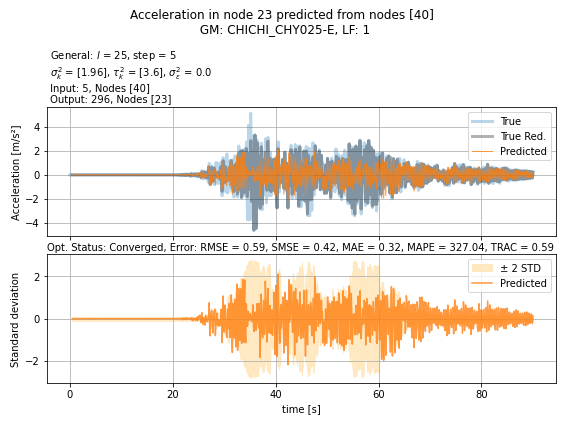 Acceleration in node 23 predicted from nodes [40]
GM: CHICHI_CHY025-E, LF: 1
General: l = 25, step = 5
σ²ₖ = [1.96], τ²ₖ = [3.6], σ²ε = 0.0
Input: 5, Nodes [40]
Output: 296, Nodes [23]
Acceleration [m/s²]
4
2
0
−2
−4
True
True Red.
Predicted
Opt. Status: Converged, Error: RMSE = 0.59, SMSE = 0.42, MAE = 0.32, MAPE = 327.04, TRAC = 0.59
Standard deviation
2
0
−2
± 2 STD
Predicted
0 20 40 60 80
time [s]